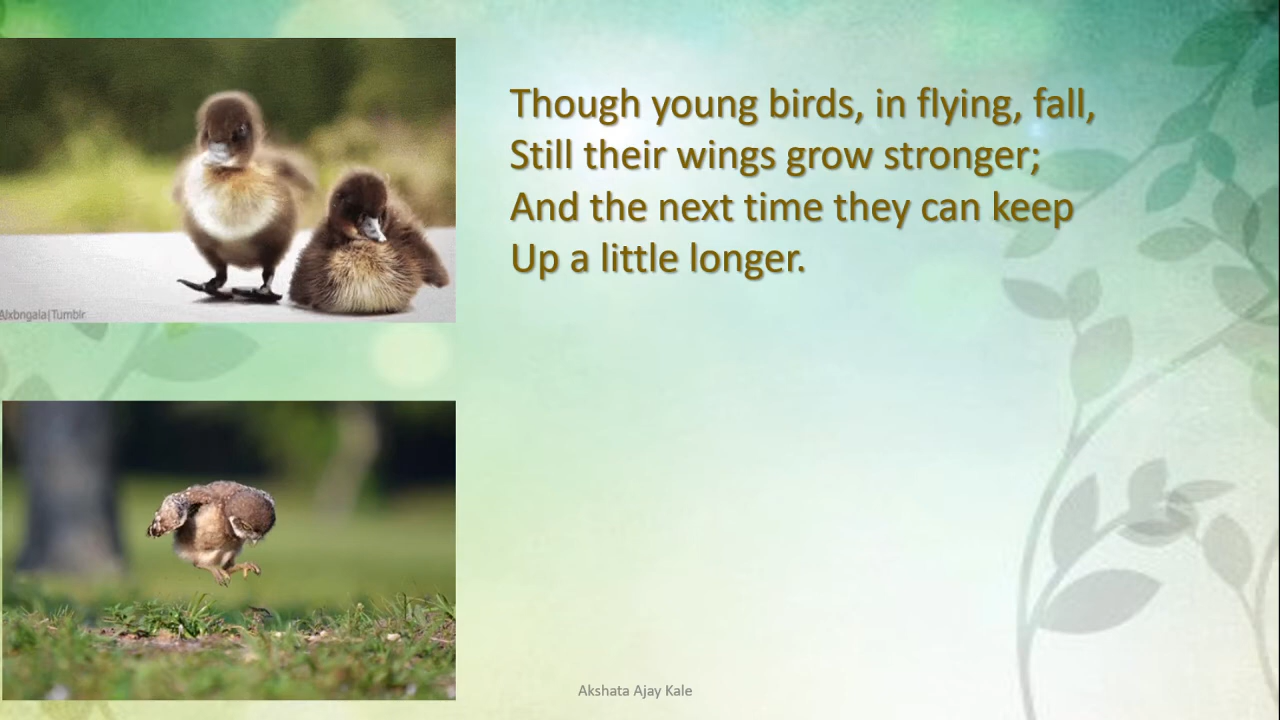 Though young birds, in flying, fall,
Still their wings grow stronger;
And the next time they can keep
Up a little longer.
Alxbngala|Tumblr
Akshata Ajay Kale